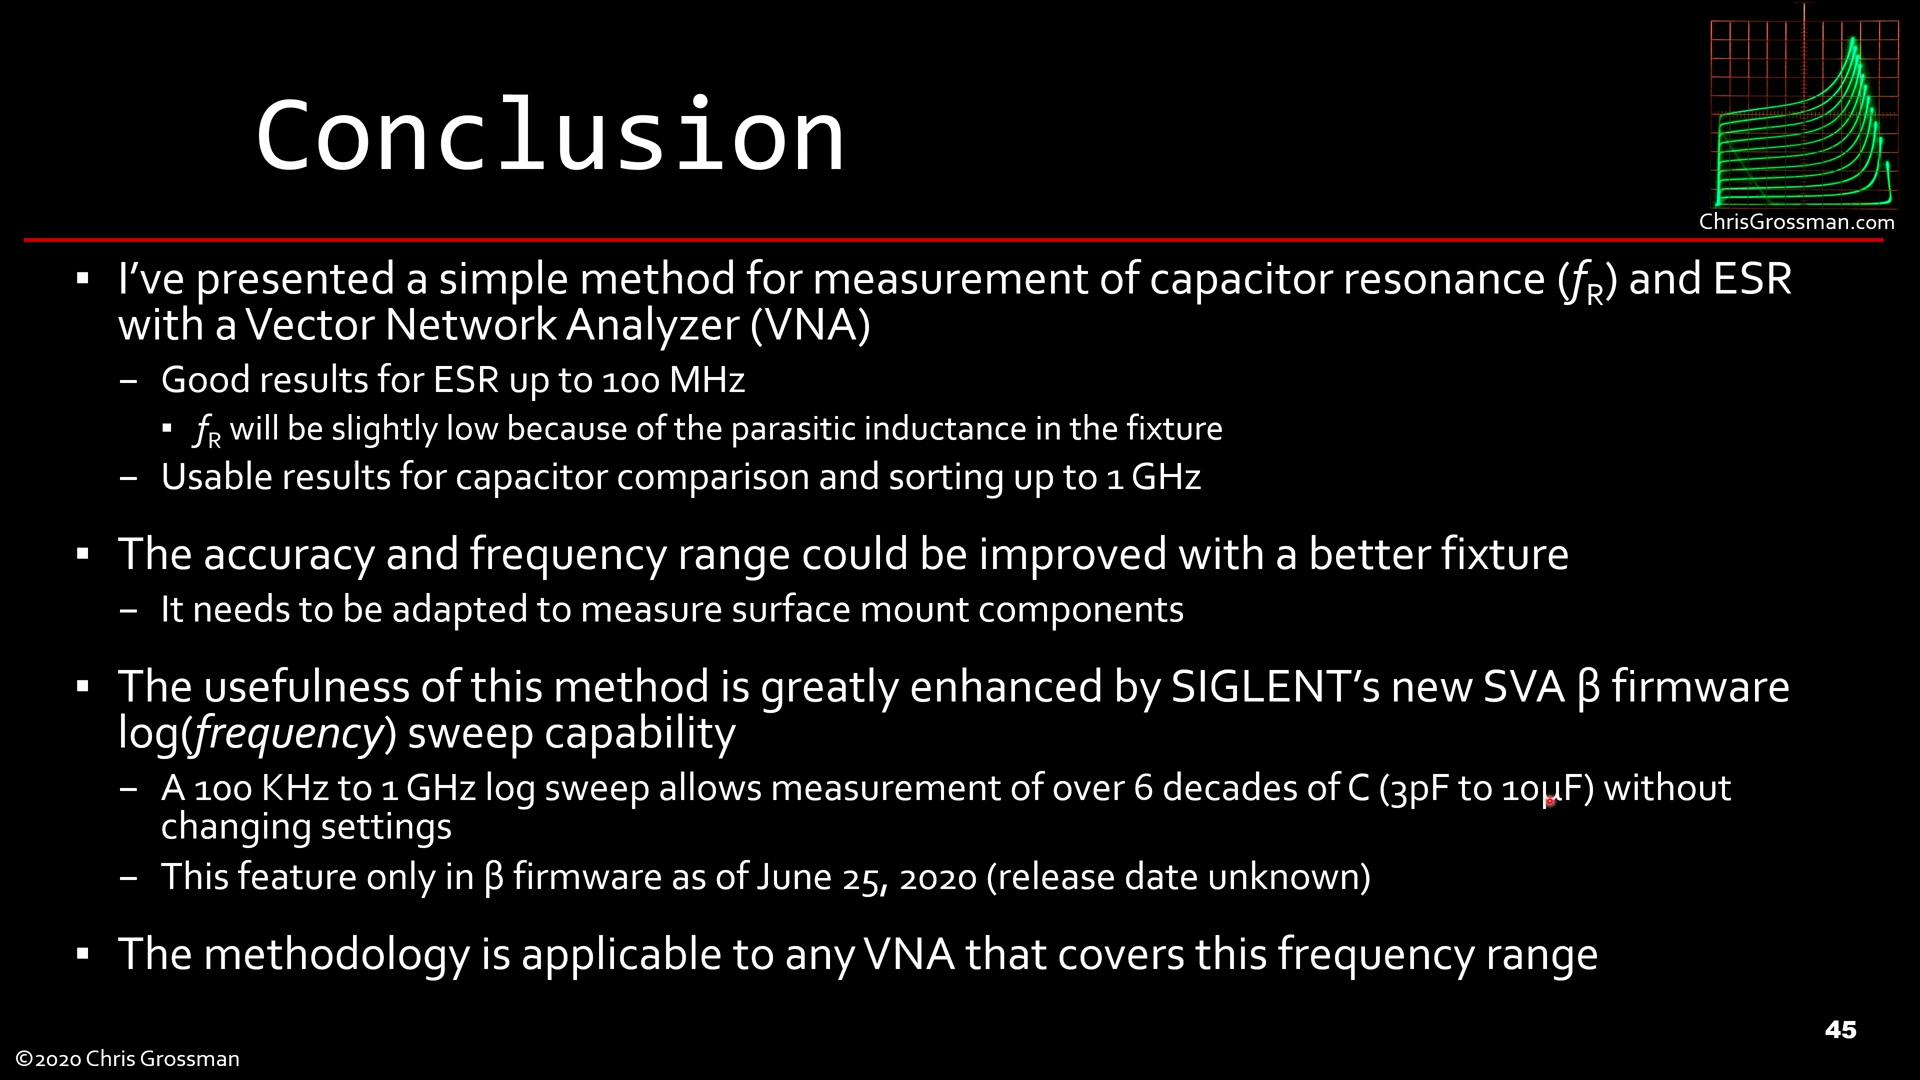 Conclusion
ChrisGrossman.com
▪ I’ve presented a simple method for measurement of capacitor resonance (fR) and ESR
with a Vector Network Analyzer (VNA)
– Good results for ESR up to 100 MHz
▪ fR will be slightly low because of the parasitic inductance in the fixture
– Usable results for capacitor comparison and sorting up to 1 GHz
▪ The accuracy and frequency range could be improved with a better fixture
– It needs to be adapted to measure surface mount components
▪ The usefulness of this method is greatly enhanced by SIGLENT’s new SVA β firmware
log(frequency) sweep capability
– A 100 KHz to 1 GHz log sweep allows measurement of over 6 decades of C (3pF to 10µF) without
changing settings
– This feature only in β firmware as of June 25, 2020 (release date unknown)
▪ The methodology is applicable to any VNA that covers this frequency range
45
©2020 Chris Grossman